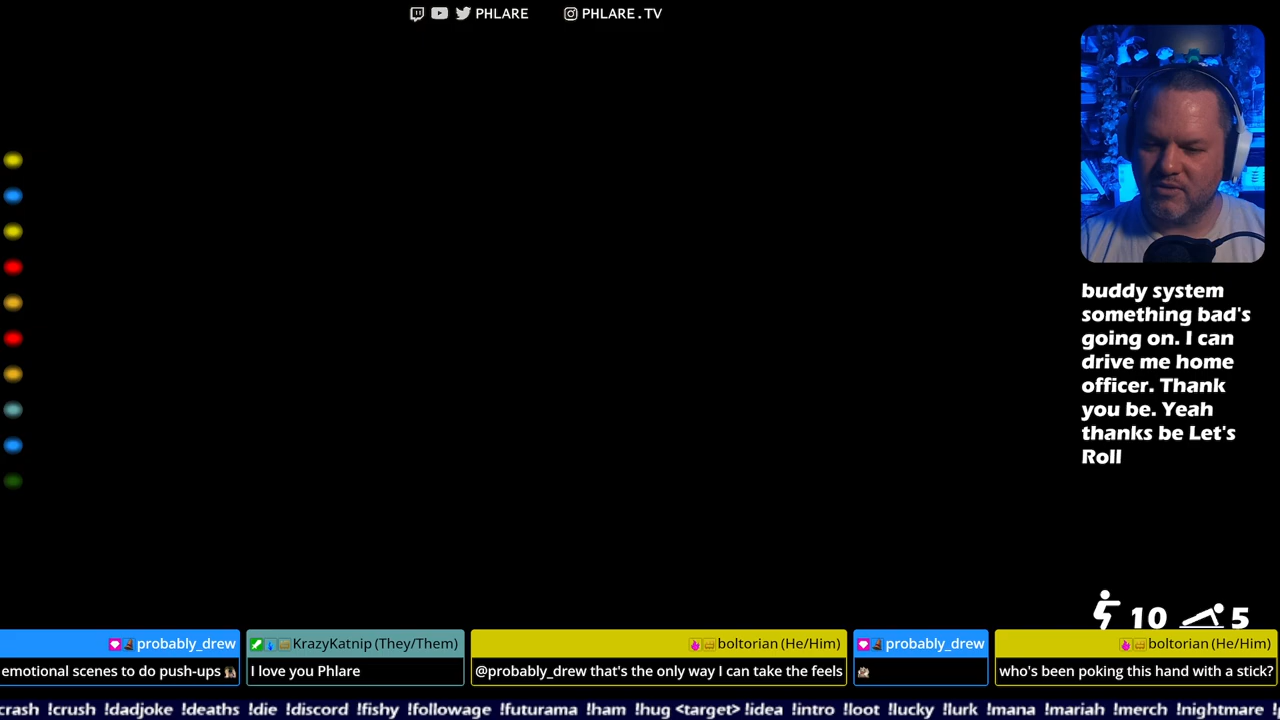 PHLARE PHLARE.TV
buddy system
something bad's
going on. I can
drive me home
officer. Thank
you be. Yeah
thanks be Let's
Roll
10 5
probably_drew
emotional scenes to do push-ups
KrazyKatnip (They/Them)
I love you Phlare
boltorian (He/Him)
@probably_drew that's the only way I can take the feels
probably_drew
boltorian (He/Him)
who's been poking this hand with a stick?
crash !crush !dadjoke !deaths !die !discord !fishy !followage !futurama !ham !hug <target> !idea !intro !loot !lucky !lurk !mana !mariah !merch !nightmare